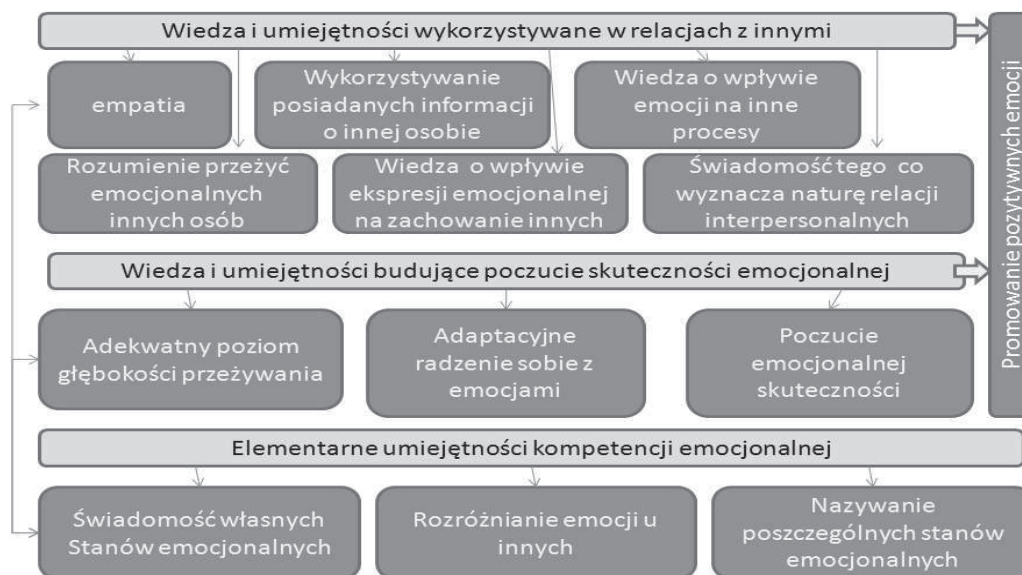 Wiedza i umiejętności wykorzystywane w relacjach z innymi
empatia
Wykorzystywanie
posiadanych informacji
o innej osobie
Wiedza o wpływie
emocji na inne
procesy
Rozumienie przeżyć
emocjonalnych
innych osób
Wiedza o wpływie
ekspresji emocjonalnej
na zachowanie innych
Świadomość tego co
wyznacza naturę relacji
interpersonalnych
Wiedza i umiejętności budujące poczucie skuteczności emocjonalnej
Adekwatny poziom
głębokości przeżywania
Adaptacyjne
radzenie sobie z
emocjami
Poczucie
emocjonalnej
skuteczności
Elementarne umiejętności kompetencji emocjonalnej
Świadomość własnych
Stanów emocjonalnych
Rozróżnianie emocji u
innych
Nazywanie
poszczególnych stanów
emocjonalnych
Promowanie pozytywnych emocji